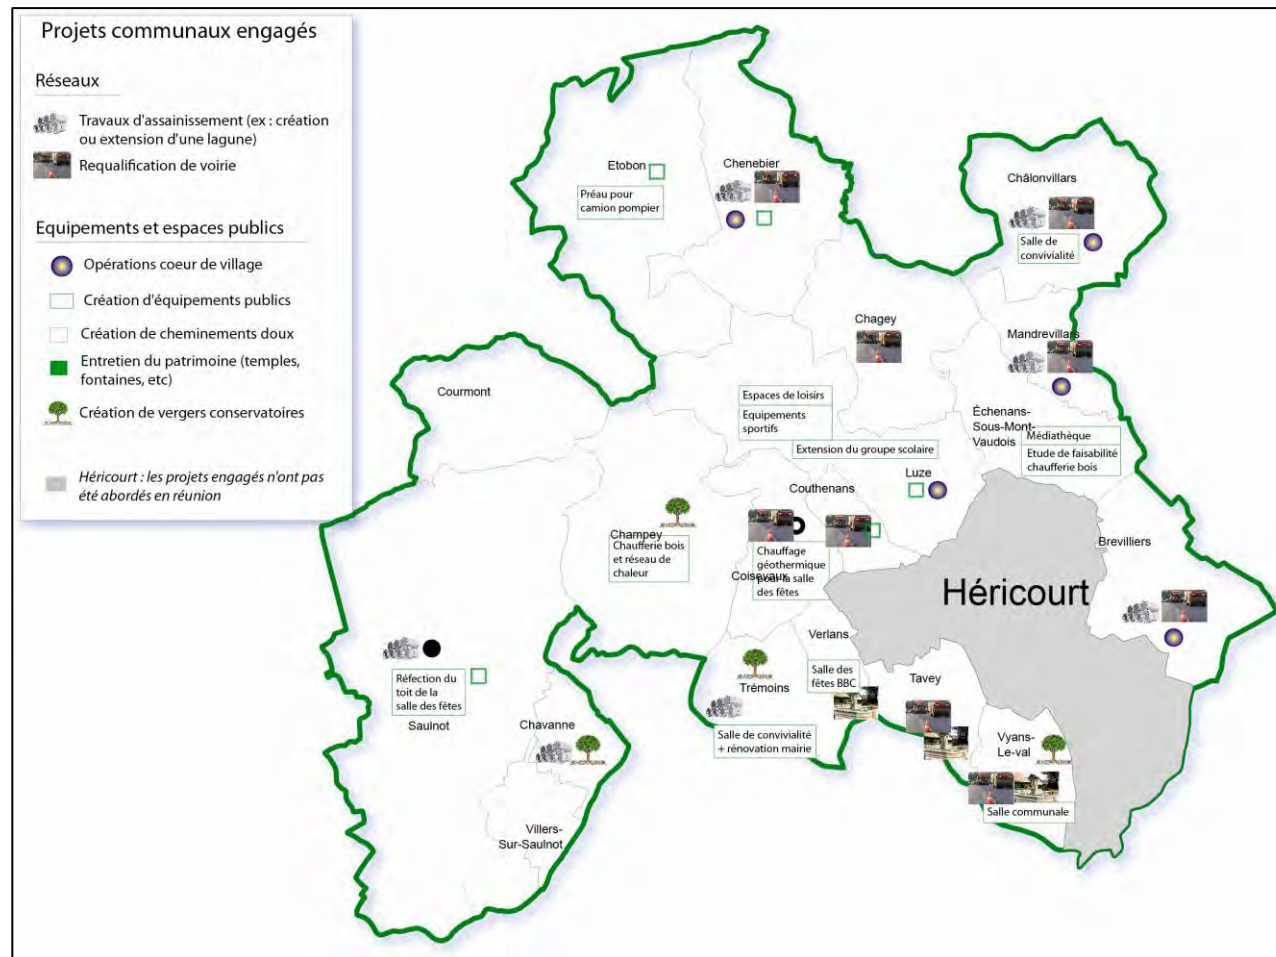 Projets communaux engagés
Réseaux
Travaux d'assainissement (ex : création
ou extension d'une lagune)
Requalification de voirie
Equipements et espaces publics
Opérations coeur de village
Création d'équipements publics
Création de cheminements doux
Entretien du patrimoine (temples,
fontaines, etc)
Création de vergers conservatoires
Héricourt : les projets engagés n'ont pas
été abordés en réunion
Etobon
Préau pour
camion pompier
Chenebier
Châlonvillars
Salle de
convivialité
Chagey
Mandrevillars
Courmont
Espaces de loisirs
Equipements
sportifs
Extension du groupe scolaire
Échenans-
Sous-Mont-
Vaudois
Médiathèque
Etude de faisabilité
chaufferie bois
Luze
Couthenans
Champey
Chaufferie bois
et réseau de
chaleur
Chauffage
géothermique
pour la salle
des fêtes
Coisevaux
Brevilliers
Héricourt
Verlans
Salle des
fêtes BBC
Trémoins
Salle de convivialité
+ rénovation mairie
Tavey
Vyans-
Le-val
Salle communale
Réfection du
toit de la
salle des fêtes
Saulnot
Chavanne
Villers-
Sur-Saulnot